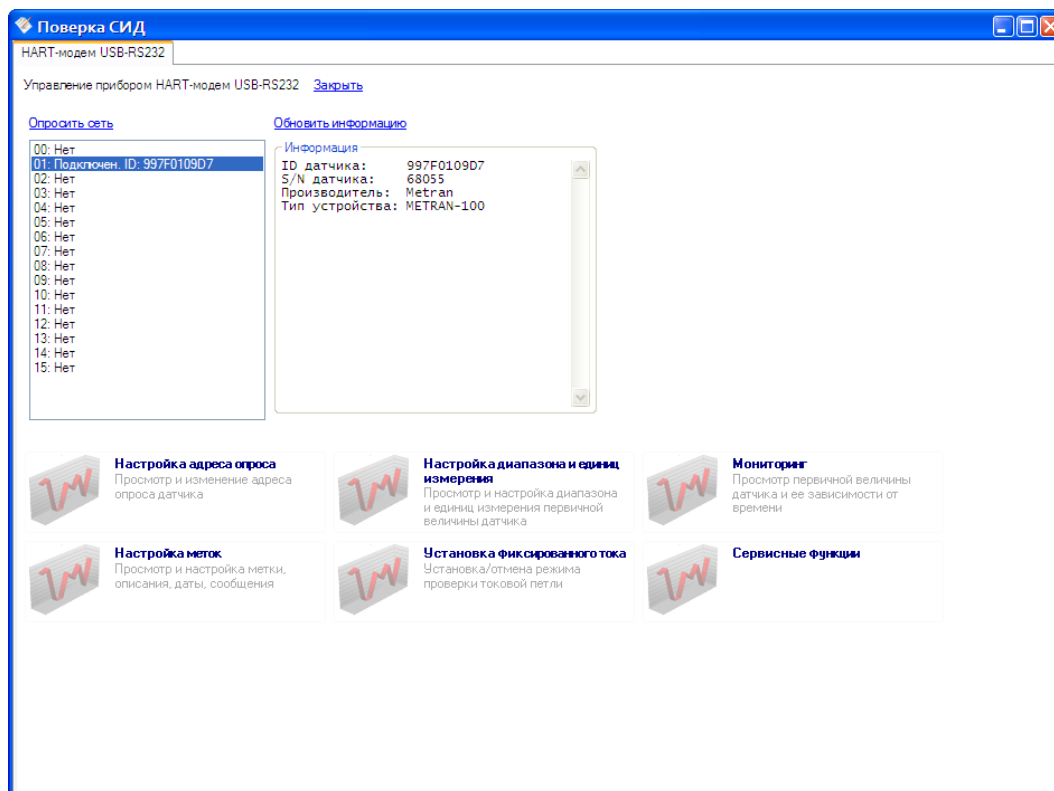 Поверка СИД
HART-модем USB-RS232
Управление прибором HART-модем USB-RS232 Закрыть
Опросить сеть
Обновить информацию
00: Нет
01: Подключен. ID: 997F0109D7
02: Нет
03: Нет
04: Нет
05: Нет
06: Нет
07: Нет
08: Нет
09: Нет
10: Нет
11: Нет
12: Нет
13: Нет
14: Нет
15: Нет
Информация
ID датчика: 997F0109D7
S/N датчика: 68055
Производитель: Metran
Тип устройства: METRAN-100
Настройка адреса опроса
Просмотр и изменение адреса
опроса датчика
Настройка диапазона и единиц
измерения
Просмотр и настройка диапазона
и единиц измерения первичной
величины датчика
Мониторинг
Просмотр первичной величины
датчика и ее зависимости от
времени
Настройка меток
Просмотр и настройка метки,
описания, даты, сообщения
Установка фиксированного тока
Установка/отмена режима
проверки токовой петли
Сервисные функции